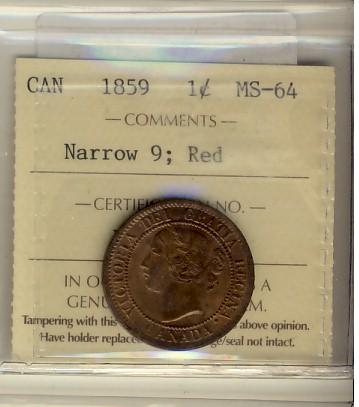 CAN 1859 1¢ MS-64
— COMMENTS —
Narrow 9; Red
— CERTIFI N NO. —
VICTORIA DEI GRATIA REGINA.
CANADA
IN O A
GENU M.
Tampering with this above opinion.
Have holder replace ge/seal not intact.